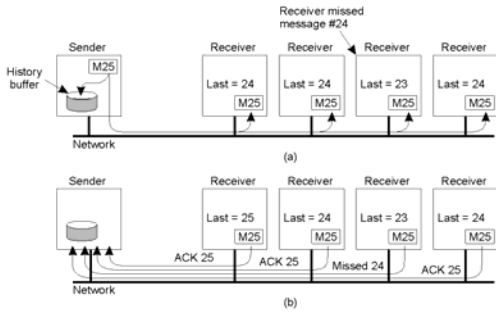 Receiver missed
message #24
Sender
Receiver
Receiver
Receiver
Receiver
History
buffer
M25
Last = 24
Last = 24
Last = 23
Last = 24
M25
M25
M25
M25
Network
(a)
Sender
Receiver
Receiver
Receiver
Receiver
Last = 25
Last = 24
Last = 23
Last = 24
M25
M25
M25
M25
ACK 25
ACK 25
Missed 24
ACK 25
Network
(b)